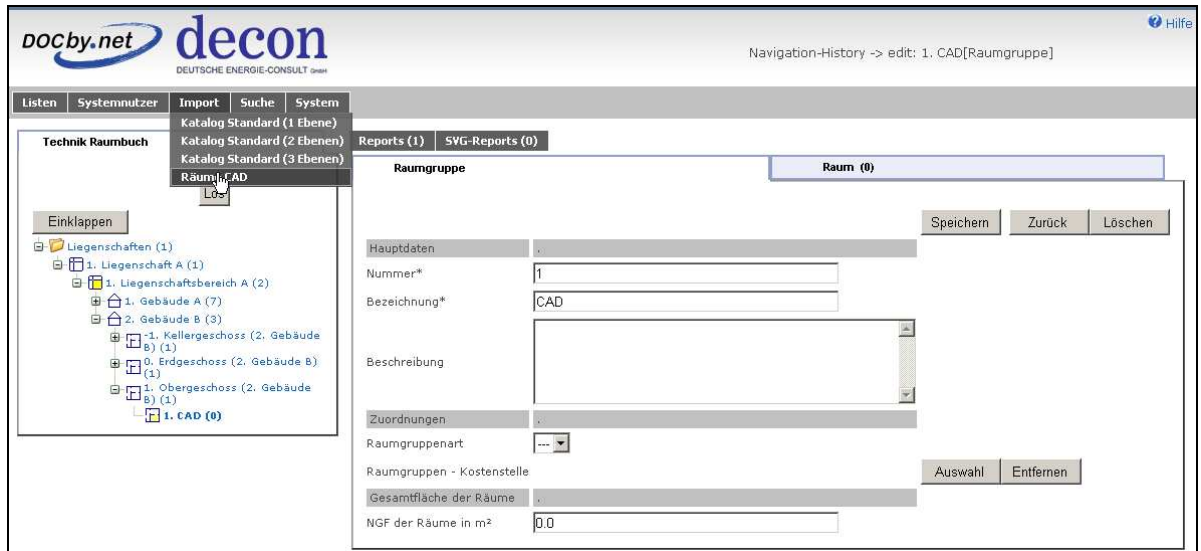 Hilfe
DOCby.net
decon
DEUTSCHE ENERGIE-CONSULT GmbH
Navigation-History -> edit: 1. CAD[Raumgruppe]
Listen Systemnutzer Import Suche System
Katalog Standard (1 Ebene)
Katalog Standard (2 Ebenen)
Katalog Standard (3 Ebenen)
Technik Raumbuch
Reports (1) SVG-Reports (0)
Raumgruppe Raum (0)
Los
Einklappen
Liegenschaften (1)
1. Liegenschaft A (1)
1. Liegenschaftsbereich A (2)
1. Gebäude A (7)
2. Gebäude B (3)
-1. Kellergeschoss (2. Gebäude
B) (1)
0. Erdgeschoss (2. Gebäude B)
(1)
1. Obergeschoss (2. Gebäude
B) (1)
1. CAD (0)
Speichern Zurück Löschen
Hauptdaten .
Nummer* 1
Bezeichnung* CAD
Beschreibung
Zuordnungen .
Raumgruppenart ---
Raumgruppen - Kostenstelle Auswahl Entfernen
Gesamtfläche der Räume .
NGF der Räume in m² 0.0